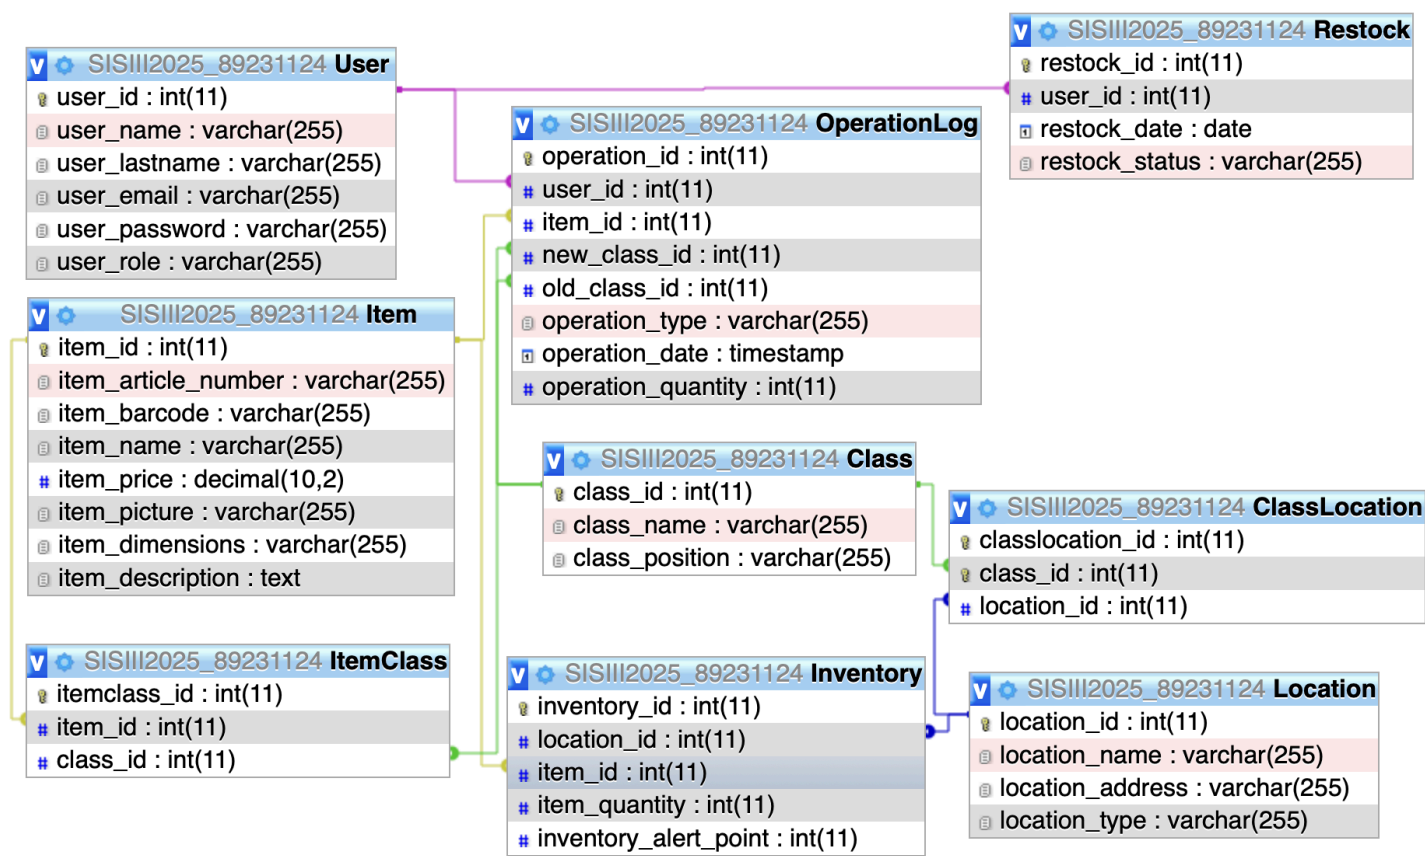 SISIII2025_89231124 User
user_id : int(11)
user_name : varchar(255)
user_lastname : varchar(255)
user_email : varchar(255)
user_password : varchar(255)
user_role : varchar(255)
SISIII2025_89231124 Restock
restock_id : int(11)
user_id : int(11)
restock_date : date
restock_status : varchar(255)
SISIII2025_89231124 OperationLog
operation_id : int(11)
user_id : int(11)
item_id : int(11)
new_class_id : int(11)
old_class_id : int(11)
operation_type : varchar(255)
operation_date : timestamp
operation_quantity : int(11)
SISIII2025_89231124 Item
item_id : int(11)
item_article_number : varchar(255)
item_barcode : varchar(255)
item_name : varchar(255)
item_price : decimal(10,2)
item_picture : varchar(255)
item_dimensions : varchar(255)
item_description : text
SISIII2025_89231124 Class
class_id : int(11)
class_name : varchar(255)
class_position : varchar(255)
SISIII2025_89231124 ClassLocation
classlocation_id : int(11)
class_id : int(11)
location_id : int(11)
SISIII2025_89231124 ItemClass
itemclass_id : int(11)
item_id : int(11)
class_id : int(11)
SISIII2025_89231124 Inventory
inventory_id : int(11)
location_id : int(11)
item_id : int(11)
item_quantity : int(11)
inventory_alert_point : int(11)
SISIII2025_89231124 Location
location_id : int(11)
location_name : varchar(255)
location_address : varchar(255)
location_type : varchar(255)